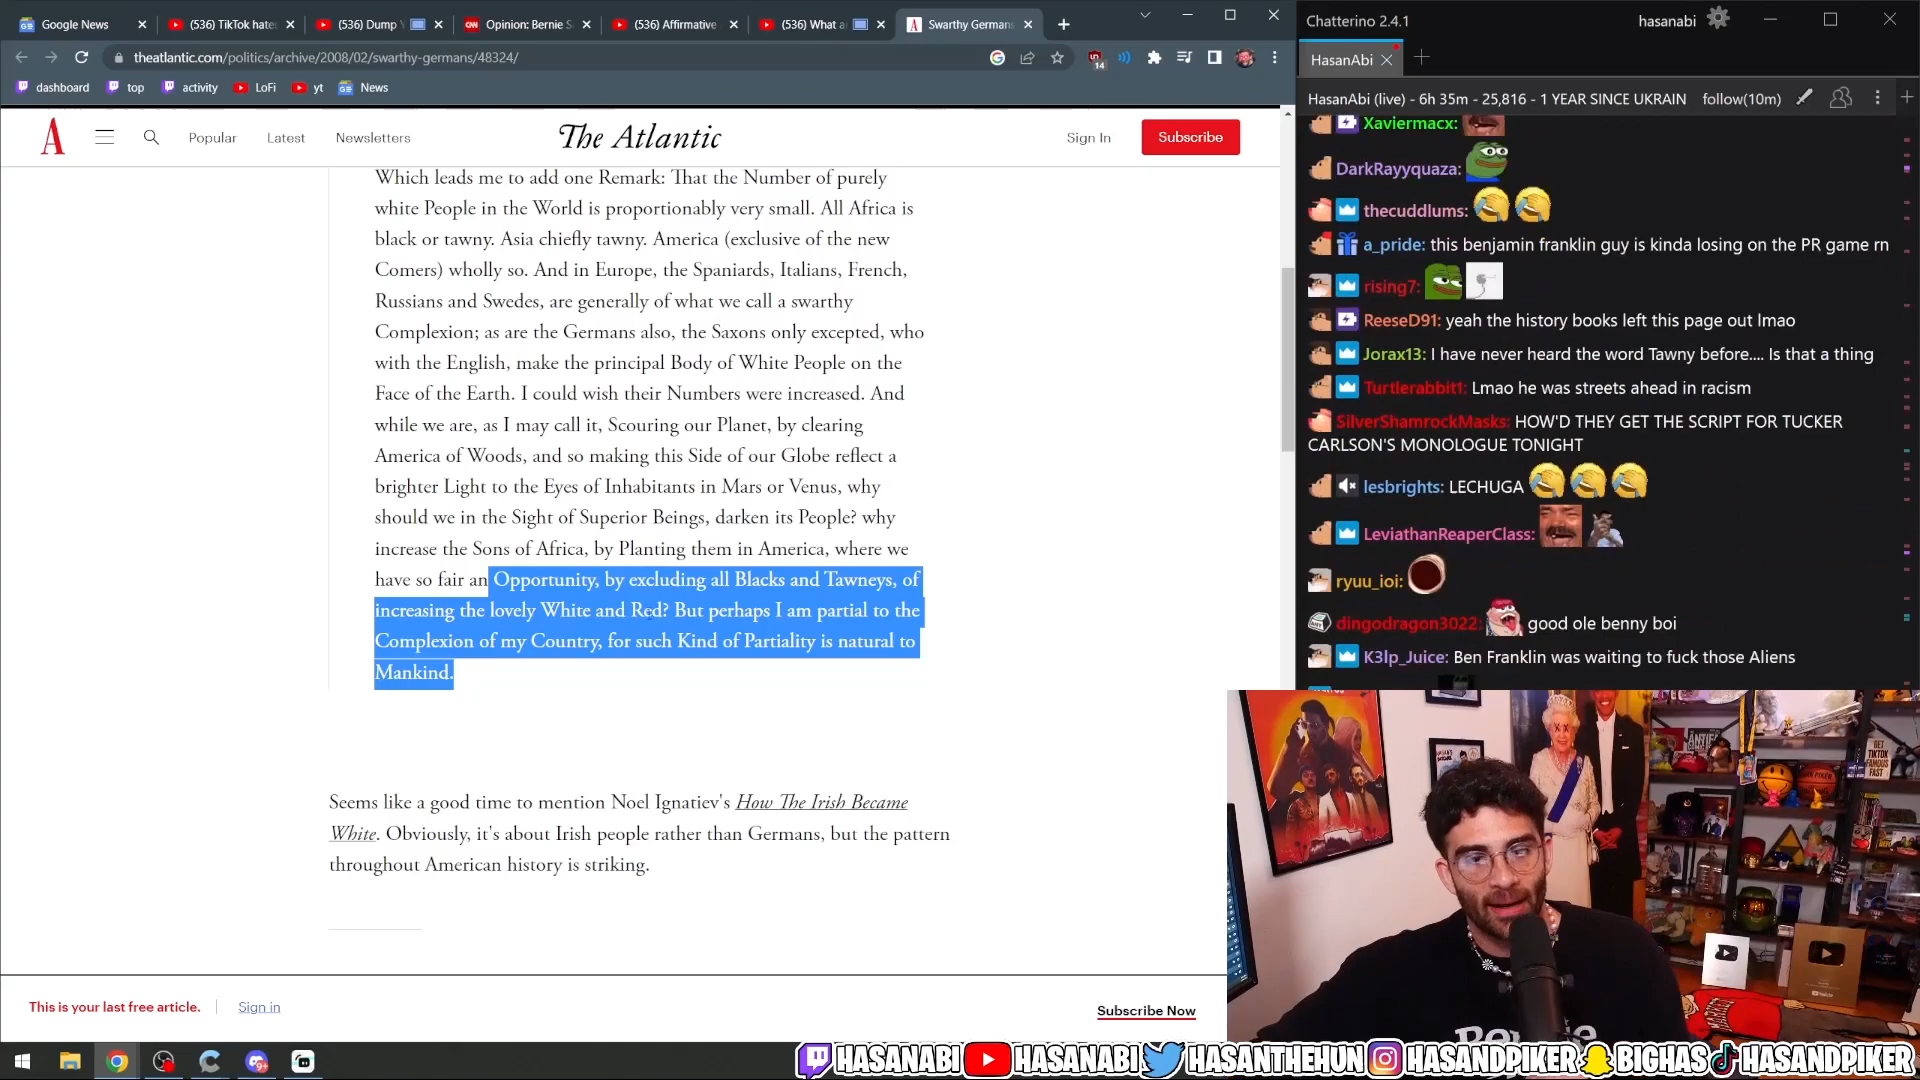 Google News
(536) TikTok hate
(536) Dump Y
Opinion: Bernie S
(536) Affirmative
(536) What a
Swarthy Germans
theatlantic.com/politics/archive/2008/02/swarthy-germans/48324/
14
dashboard
top
activity
LoFi
yt
News
Popular
Latest
Newsletters
The Atlantic
Sign In
Subscribe
Which leads me to add one Remark: That the Number of purely
white People in the World is proportionably very small. All Africa is
black or tawny. Asia chiefly tawny. America (exclusive of the new
Comers) wholly so. And in Europe, the Spaniards, Italians, French,
Russians and Swedes, are generally of what we call a swarthy
Complexion; as are the Germans also, the Saxons only excepted, who
with the English, make the principal Body of White People on the
Face of the Earth. I could wish their Numbers were increased. And
while we are, as I may call it, Scouring our Planet, by clearing
America of Woods, and so making this Side of our Globe reflect a
brighter Light to the Eyes of Inhabitants in Mars or Venus, why
should we in the Sight of Superior Beings, darken its People? why
increase the Sons of Africa, by Planting them in America, where we
have so fair an Opportunity, by excluding all Blacks and Tawneys, of
increasing the lovely White and Red? But perhaps I am partial to the
Complexion of my Country, for such Kind of Partiality is natural to
Mankind.
Seems like a good time to mention Noel Ignatiev's How The Irish Became
White. Obviously, it's about Irish people rather than Germans, but the pattern
throughout American history is striking.
This is your last free article.
Sign in
Subscribe Now
Chatterino 2.4.1
hasanabi
HasanAbi
HasanAbi (live) - 6h 35m - 25,816 - 1 YEAR SINCE UKRAIN
follow(10m)
Xaviermacx:
DarkRayyquaza:
thecuddlums:
a_pride: this benjamin franklin guy is kinda losing on the PR game rn
rising7:
ReeseD91: yeah the history books left this page out lmao
Jorax13: I have never heard the word Tawny before.... Is that a thing
Turtlerabbit1: Lmao he was streets ahead in racism
SilverShamrockMasks: HOW'D THEY GET THE SCRIPT FOR TUCKER
CARLSON'S MONOLOGUE TONIGHT
lesbrights: LECHUGA
LeviathanReaperClass:
ryuu_ioi:
dingodragon3022: good ole benny boi
K3lp_Juice: Ben Franklin was waiting to fuck those Aliens
GET
TIKTOK
FAMOUS
FAST
HASANABI
HASANABI
HASANTHEHUN
HASANDPIKER
BIGHAS
HASANDPIKER